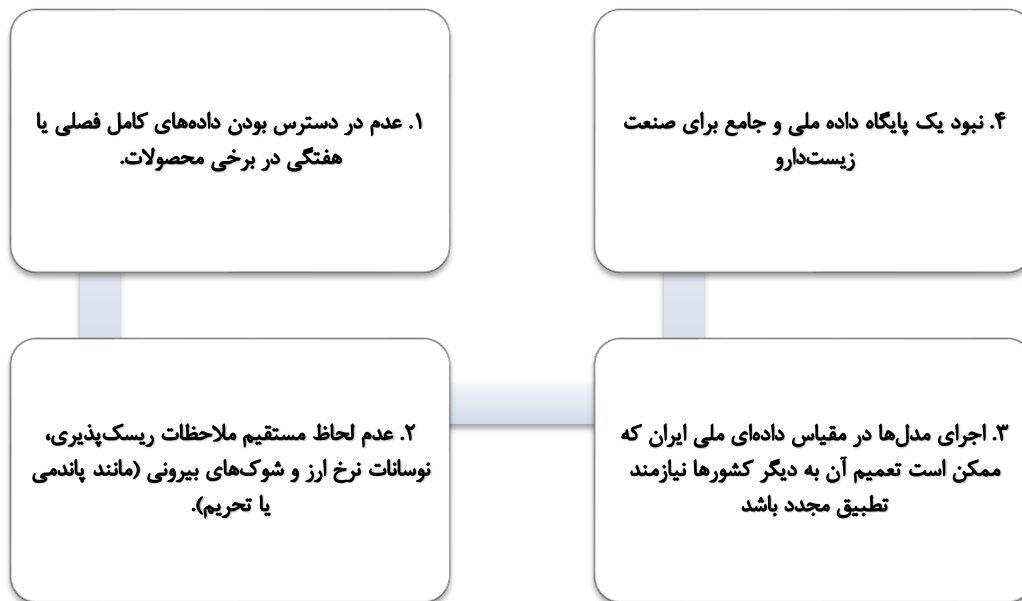 ۱. عدم در دسترس بودن داده‌های کامل فصلی یا
هفتگی در برخی محصولات.
۲. عدم لحاظ مستقیم ملاحظات ریسک‌پذیری،
نوسانات نرخ ارز و شوک‌های بیرونی (مانند پاندمی
یا تحریم).
۳. اجرای مدل‌ها در مقیاس داده‌ای ملی ایران که
ممکن است تعمیم آن به دیگر کشورها نیازمند
تطبیق مجدد باشد
۴. نبود یک پایگاه داده ملی و جامع برای صنعت
زیست‌دارو